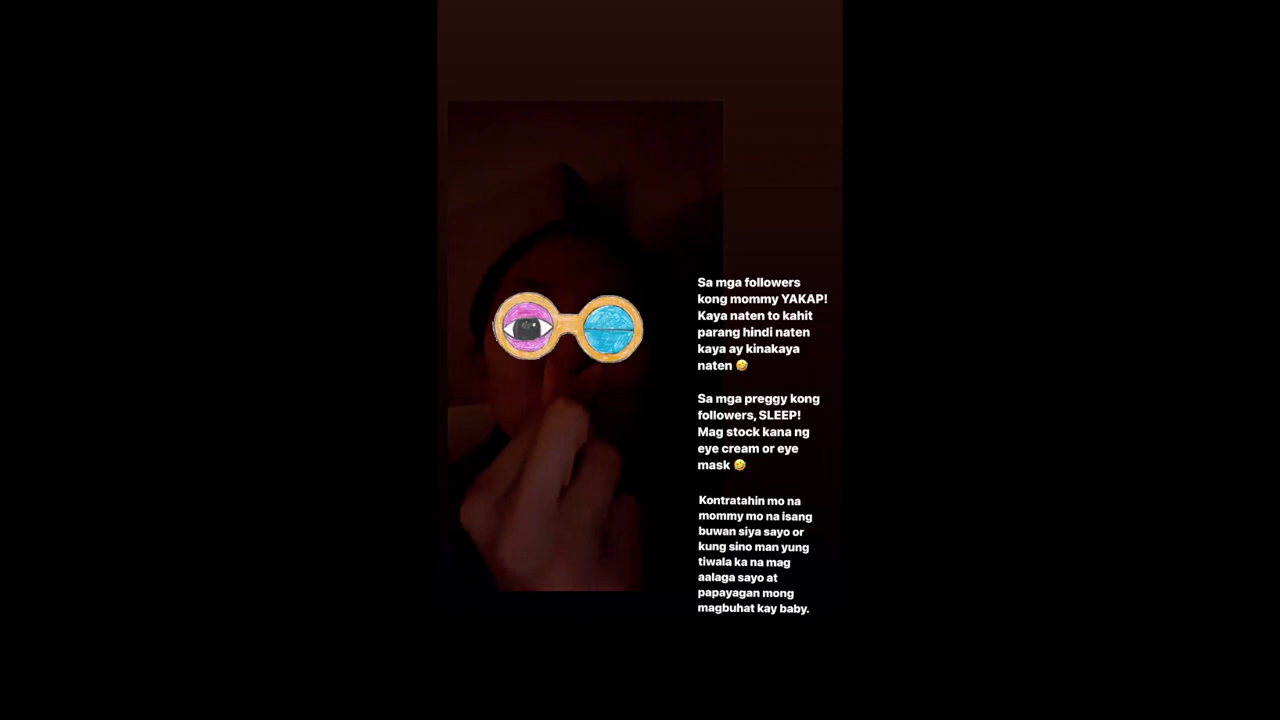 Sa mga followers
kong mommy YAKAP!
Kaya naten to kahit
parang hindi naten
kaya ay kinakaya
naten 🤣
Sa mga preggy kong
followers, SLEEP!
Mag stock kana ng
eye cream or eye
mask 🤣
Kontratahin mo na
mommy mo na isang
buwan siya sayo or
kung sino man yung
tiwala ka na mag
aalaga sayo at
papayagan mong
magbuhat kay baby.